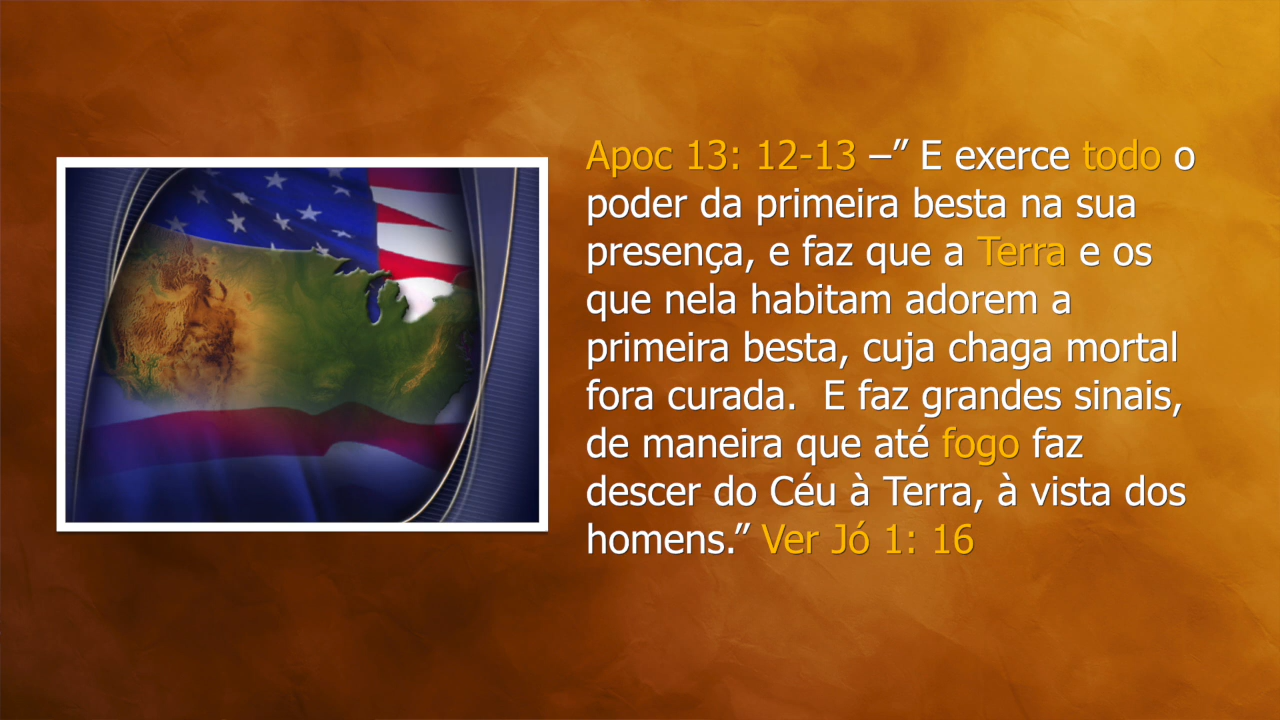 Apoc 13: 12-13 –” E exerce todo o
poder da primeira besta na sua
presença, e faz que a Terra e os
que nela habitam adorem a
primeira besta, cuja chaga mortal
fora curada.  E faz grandes sinais,
de maneira que até fogo faz
descer do Céu à Terra, à vista dos
homens.” Ver Jó 1: 16